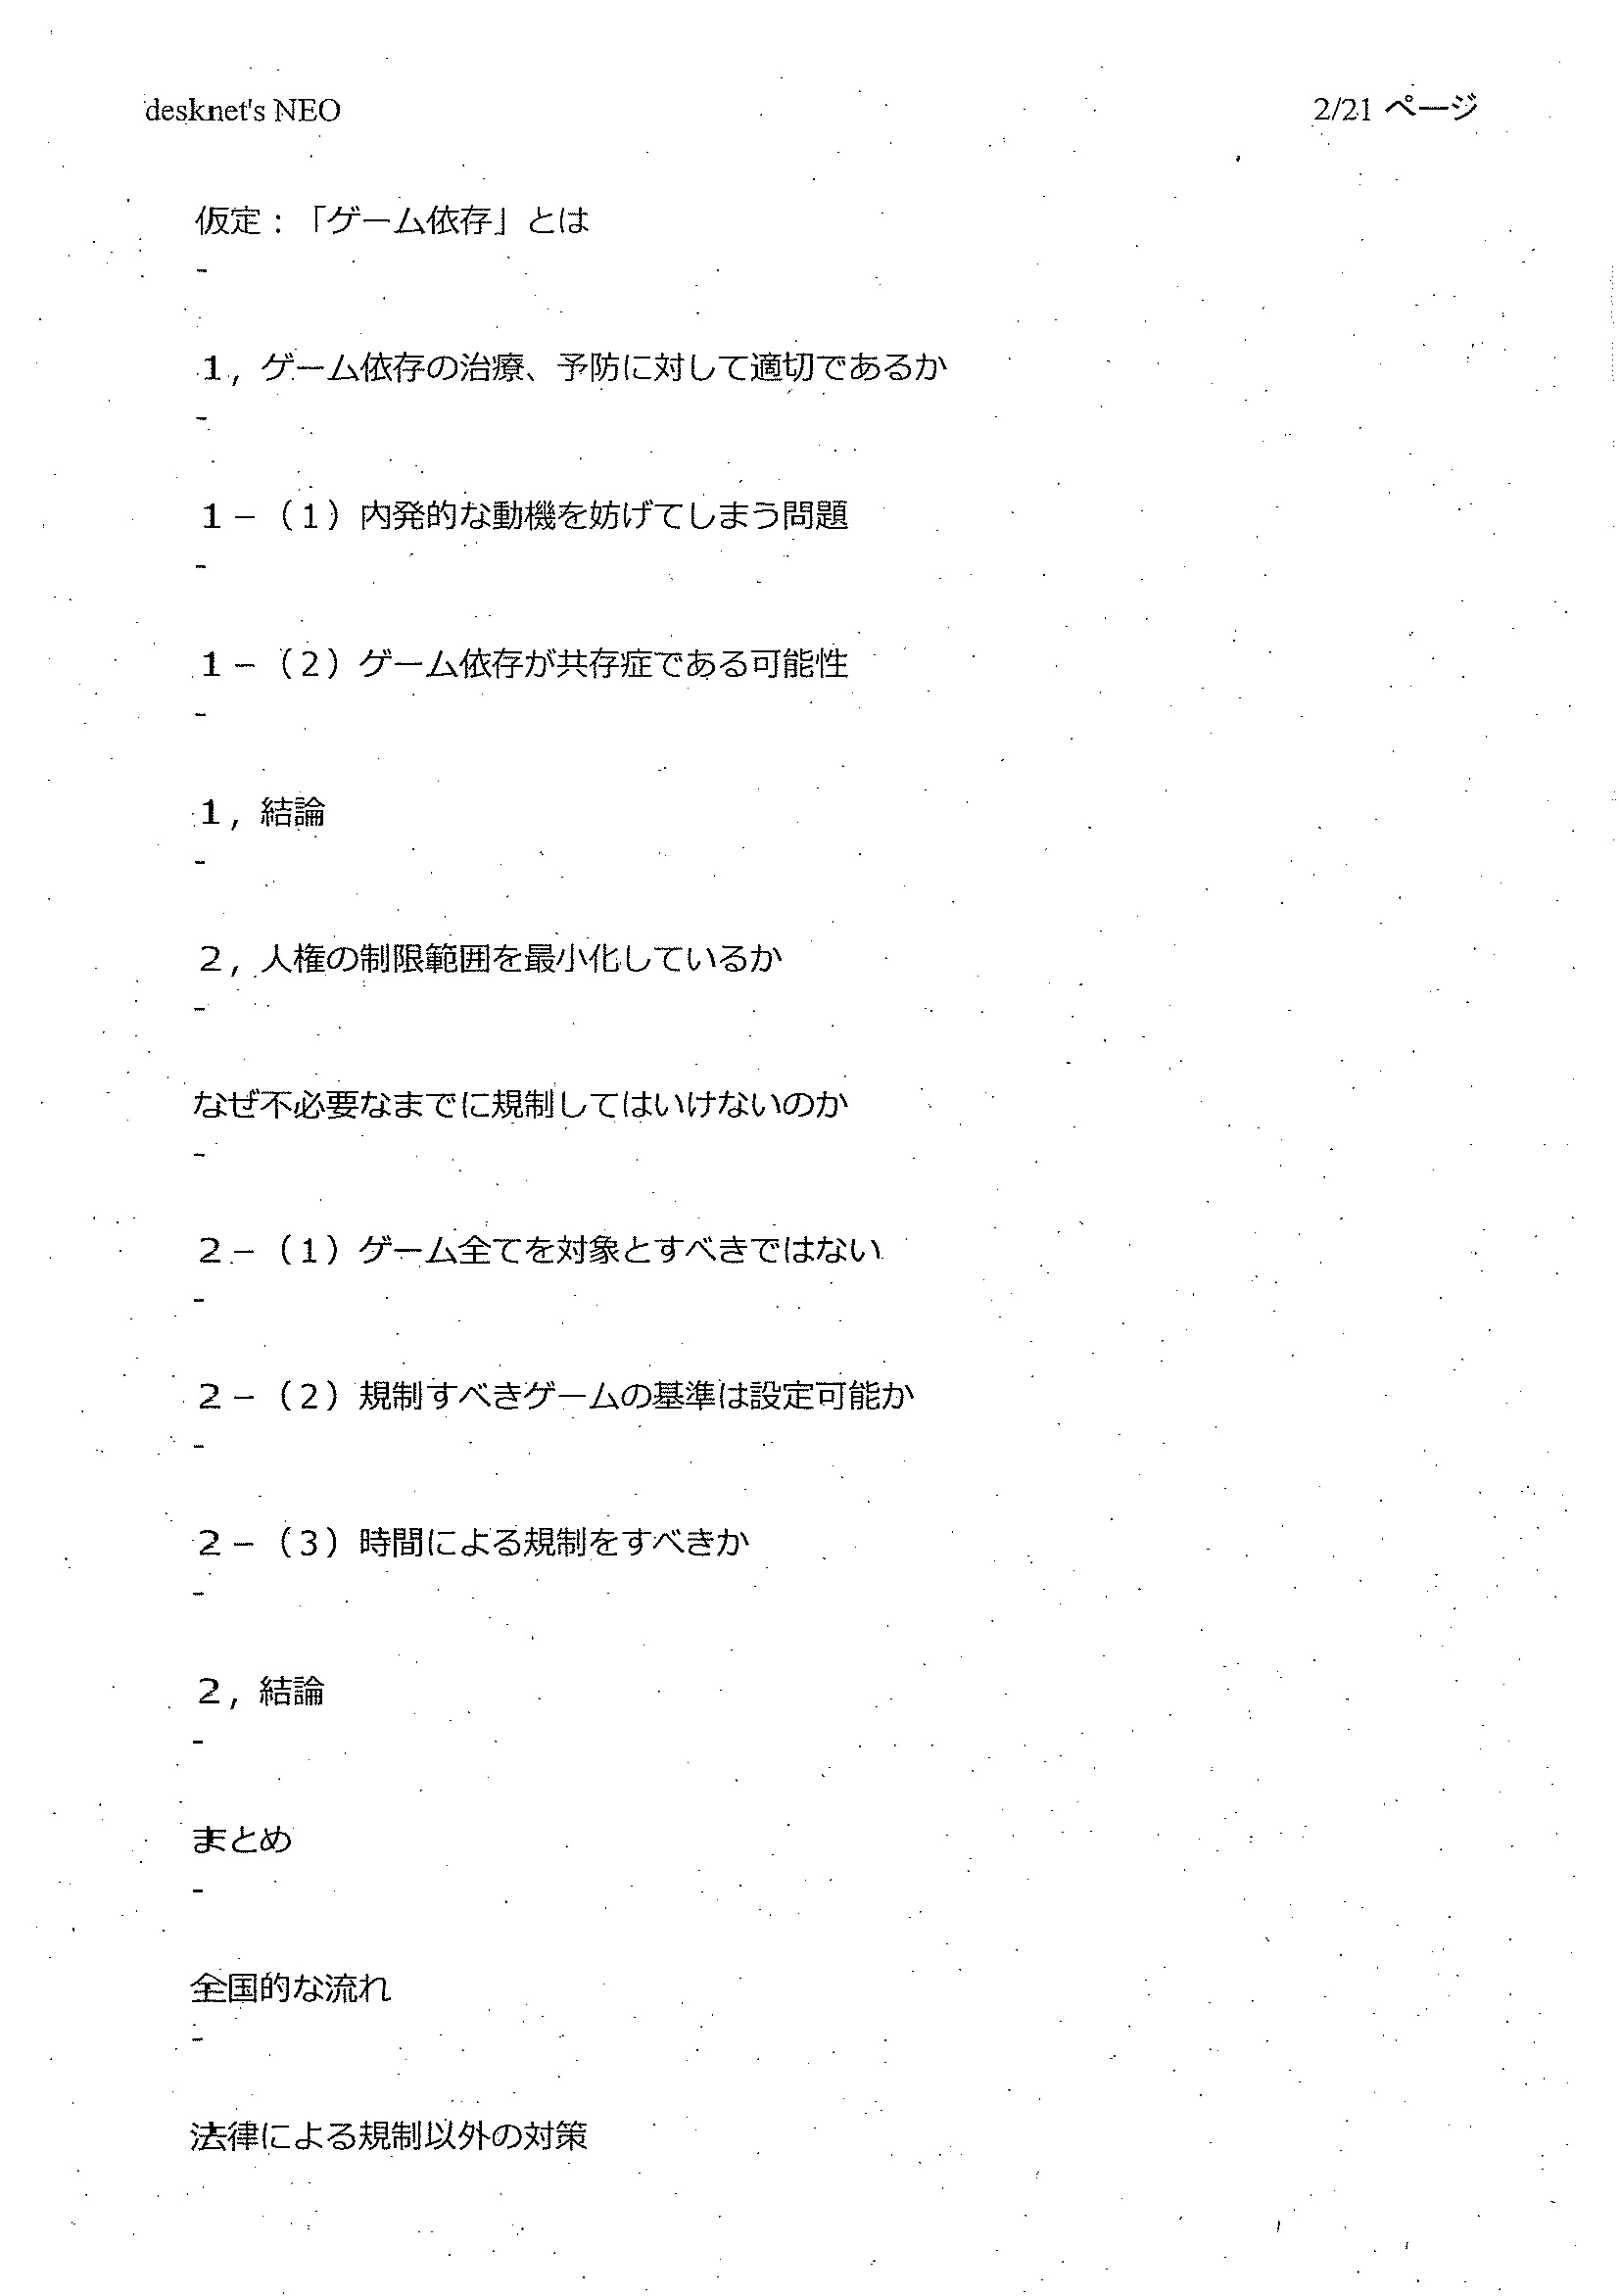 desknet's NEO 2/21 ページ
仮定：「ゲーム依存」とは
-
１，ゲーム依存の治療、予防に対して適切であるか
-
１－（１）内発的な動機を妨げてしまう問題
-
１－（２）ゲーム依存が共存症である可能性
-
１，結論
-
２，人権の制限範囲を最小化しているか
-
なぜ不必要なまでに規制してはいけないのか
-
２－（１）ゲーム全てを対象とすべきではない
-
２－（２）規制すべきゲームの基準は設定可能か
-
２－（３）時間による規制をすべきか
-
２，結論
-
まとめ
-
全国的な流れ
-
法律による規制以外の対策